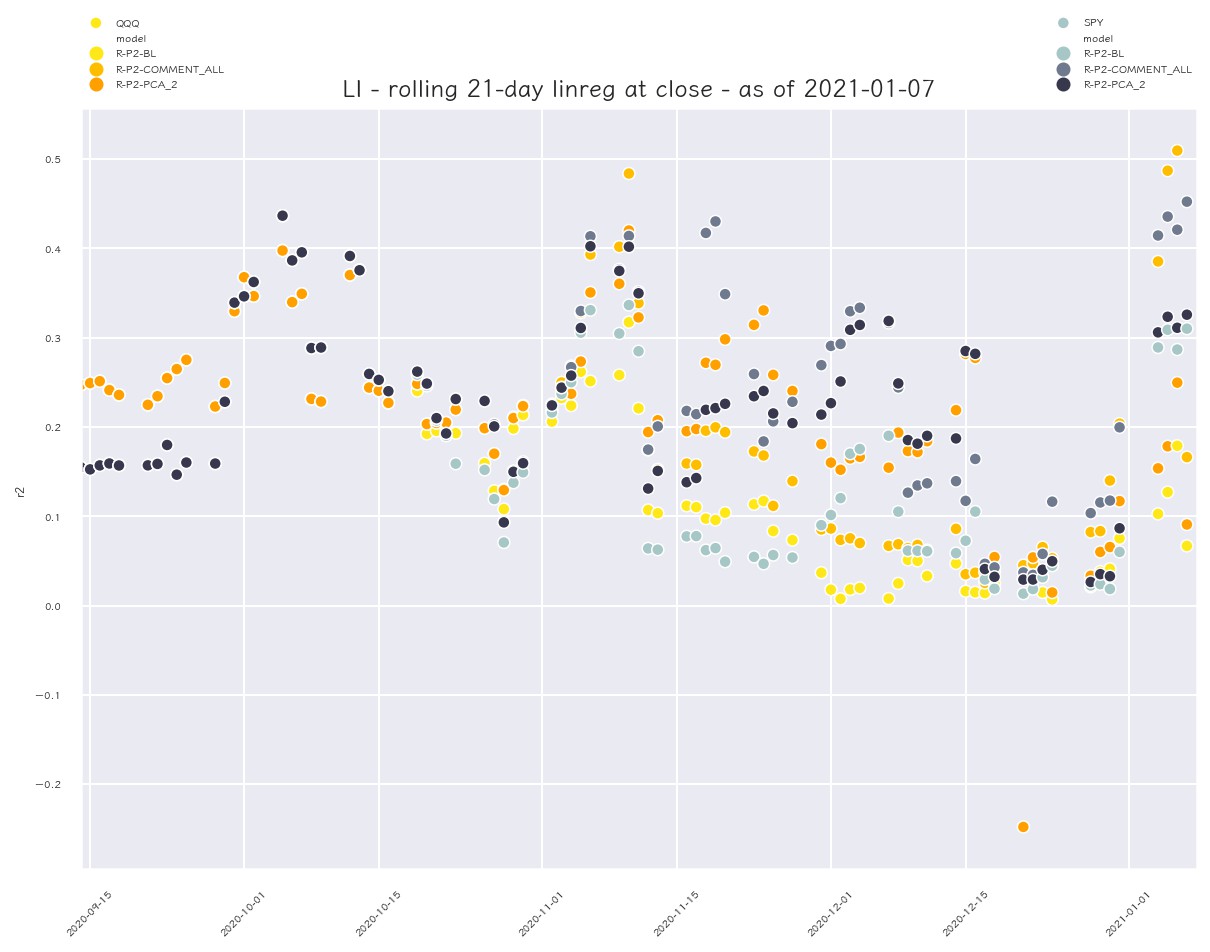 QQQ
model
R-P2-BL
R-P2-COMMENT_ALL
R-P2-PCA_2
SPY
model
R-P2-BL
R-P2-COMMENT_ALL
R-P2-PCA_2
LI - rolling 21-day linreg at close - as of 2021-01-07
r2
0.5
0.4
0.3
0.2
0.1
0.0
−0.1
−0.2
2020-09-15
2020-10-01
2020-10-15
2020-11-01
2020-11-15
2020-12-01
2020-12-15
2021-01-01